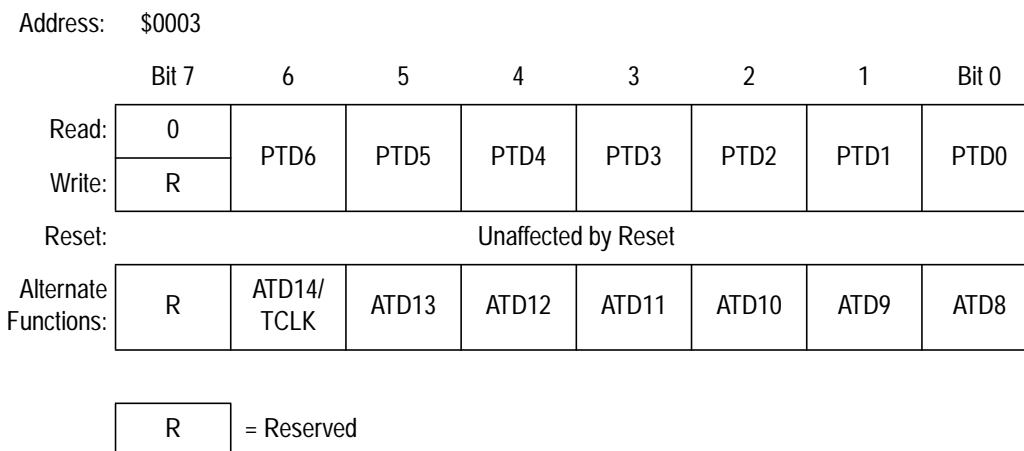 Address: $0003
Bit 7 6 5 4 3 2 1 Bit 0
Read: 0 PTD6 PTD5 PTD4 PTD3 PTD2 PTD1 PTD0
Write: R
Reset: Unaffected by Reset
Alternate Functions: R ATD14/ TCLK ATD13 ATD12 ATD11 ATD10 ATD9 ATD8
R = Reserved